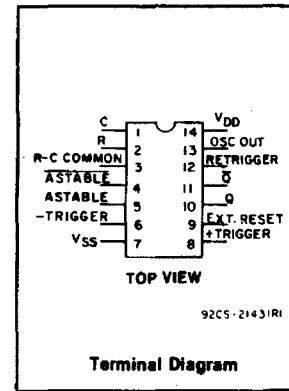 C 1 14 VDD
R 2 13 OSC OUT
R-C COMMON 3 12 RETRIGGER
A̅S̅T̅A̅B̅L̅E̅ 4 11 Q̅
ASTABLE 5 10 Q
-TRIGGER 6 9 EXT. RESET
VSS 7 8 +TRIGGER
TOP VIEW
92CS-21431RI
Terminal Diagram